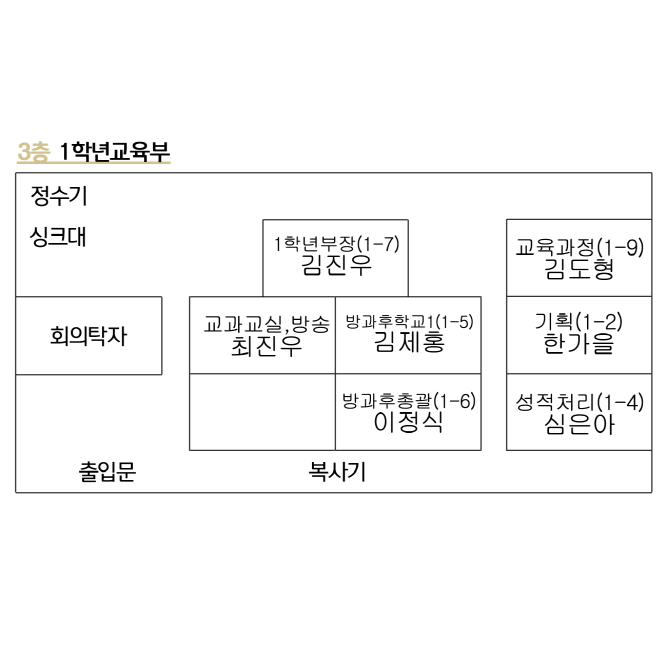 3층 1학년교육부
정수기
싱크대
1학년부장(1-7)
김진우
교육과정(1-9)
김도형
회의탁자
교과교실,방송
최진우
방과후학교1(1-5)
김제홍
기획(1-2)
한가을
방과후총괄(1-6)
이정식
성적처리(1-4)
심은아
출입문
복사기